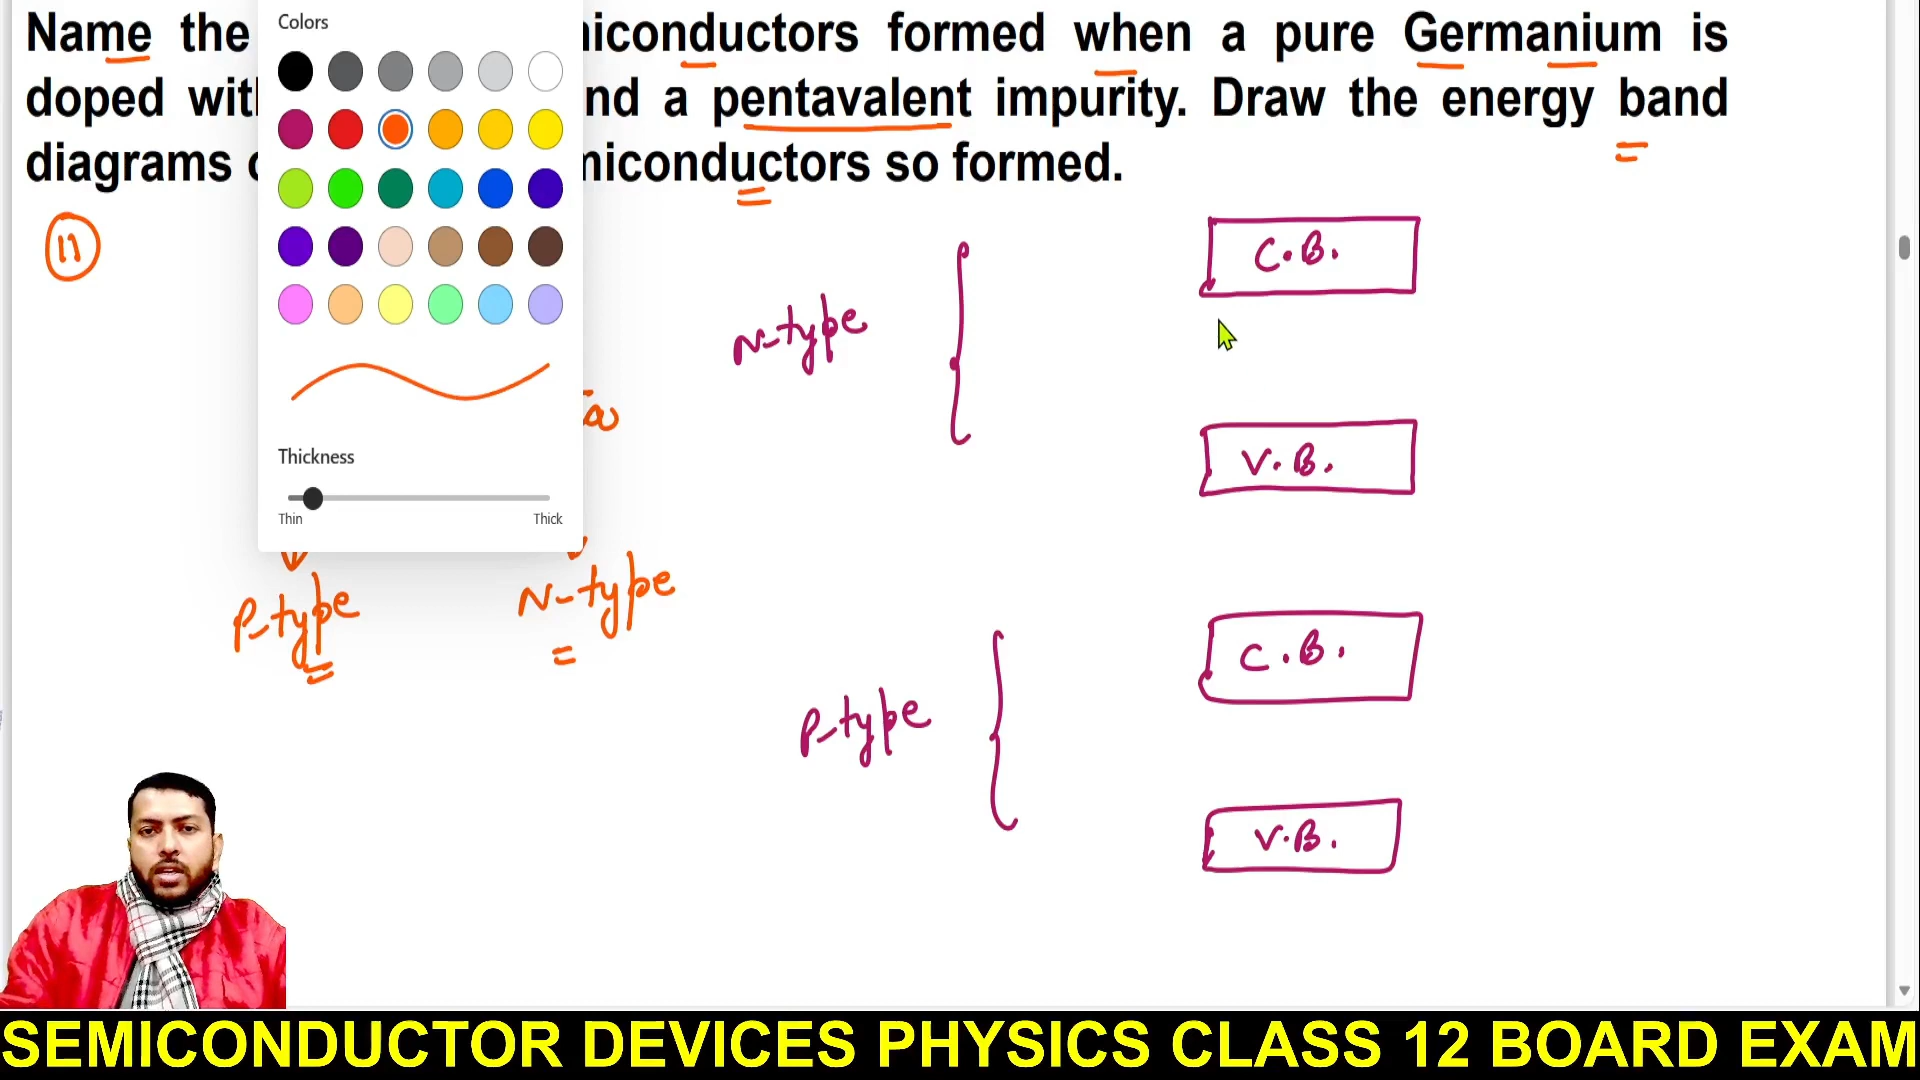 Name the iconductors formed when a pure Germanium is
doped wit nd a pentavalent impurity. Draw the energy band
diagrams miconductors so formed.
11
Colors
Thickness
Thin Thick
P-type
N-type
N-type
C.B.
V.B.
P-type
C.B.
V.B.
SEMICONDUCTOR DEVICES PHYSICS CLASS 12 BOARD EXAM